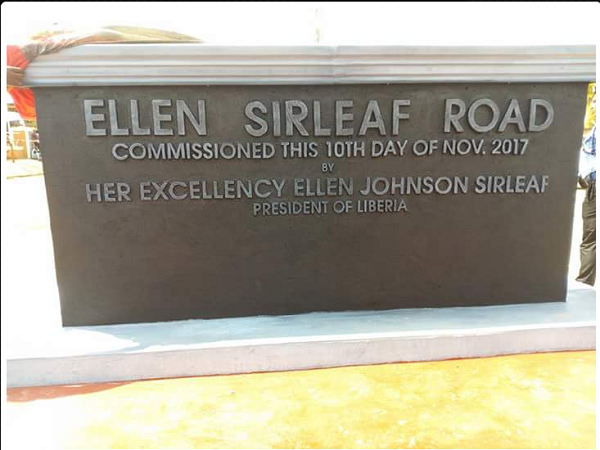 ELLEN SIRLEAF ROAD
COMMISSIONED THIS 10TH DAY OF NOV. 2017
BY
HER EXCELLENCY ELLEN JOHNSON SIRLEAF
PRESIDENT OF LIBERIA